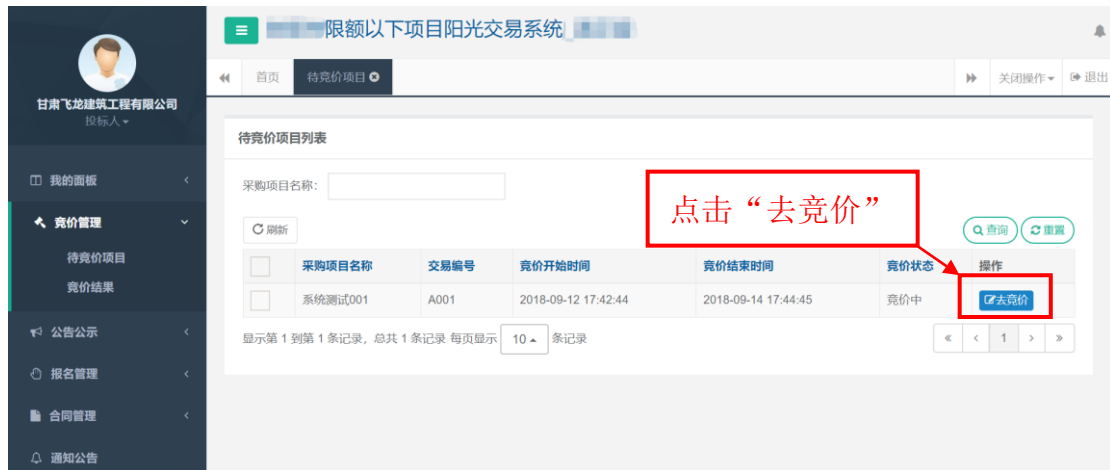 限额以下项目阳光交易系统
甘肃飞龙建筑工程有限公司
投标人
首页 待竞价项目 关闭操作 退出
我的面板
竞价管理
待竞价项目
竞价结果
公告公示
报名管理
合同管理
通知公告
待竞价项目列表
采购项目名称:
点击“去竞价”
刷新 查询 重置
采购项目名称 交易编号 竞价开始时间 竞价结束时间 竞价状态 操作
系统测试001 A001 2018-09-12 17:42:44 2018-09-14 17:44:45 竞价中 去竞价
显示第 1 到第 1 条记录，总共 1 条记录 每页显示 10 条记录 « ‹ 1 › »